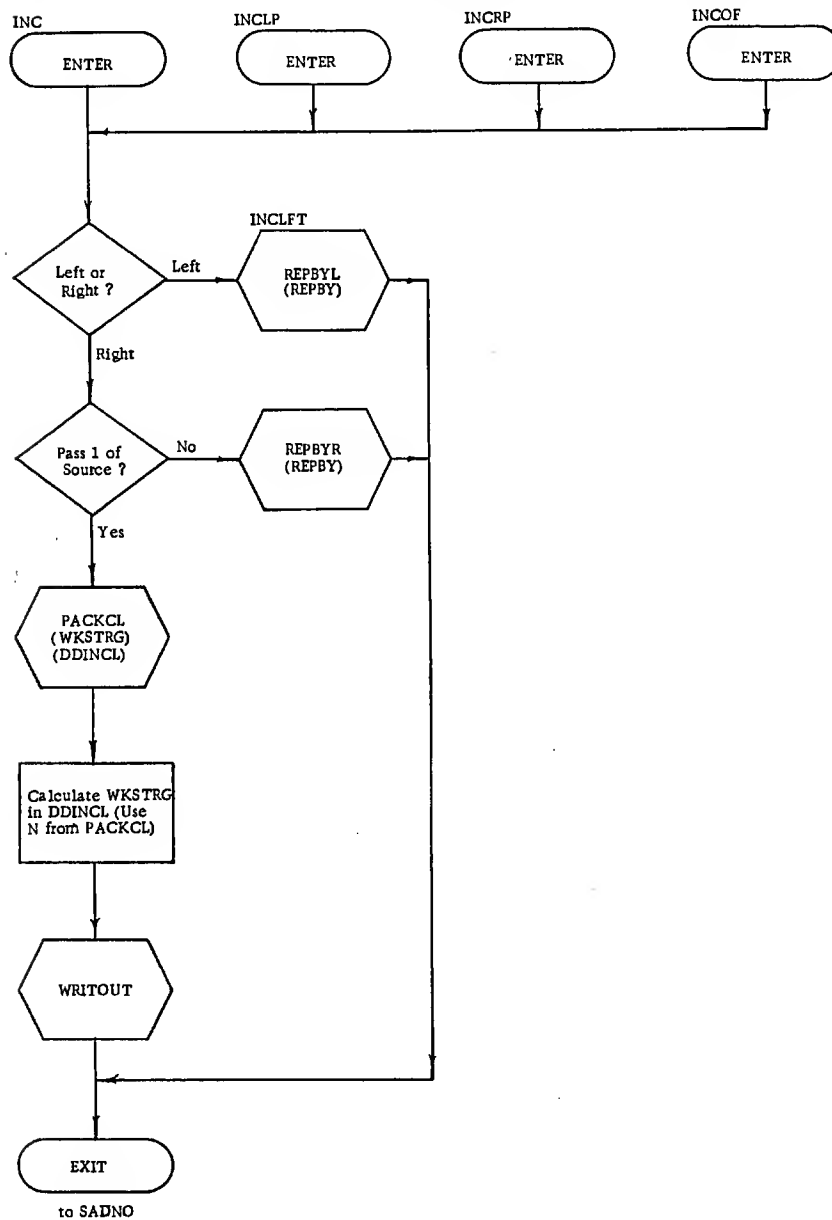 INC
INCLP
INCRP
INCOF
ENTER
ENTER
ENTER
ENTER
Left or
Right ?
Left
INCLFT
REPBYL
(REPBY)
Right
Pass 1 of
Source ?
No
REPBYR
(REPBY)
Yes
PACKCL
(WKSTRG)
(DDINCL)
Calculate WKSTRG
in DDINCL (Use
N from PACKCL)
WRITOUT
EXIT
to SADNO